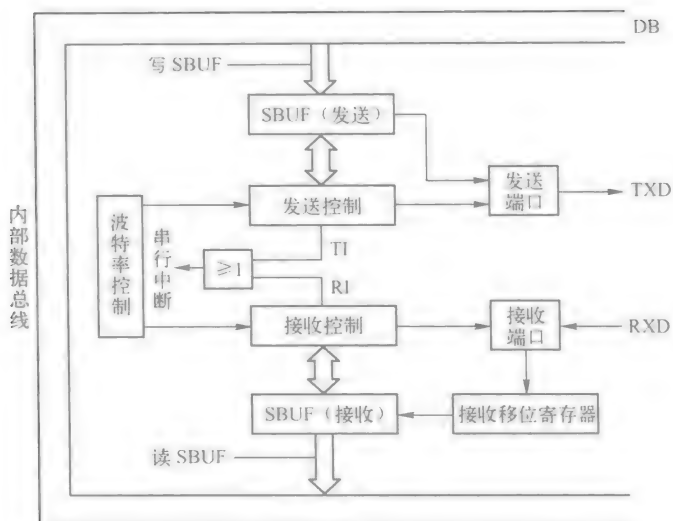 DB
写 SBUF
SBUF（发送）
发送
端口
TXD
发送控制
内部数据总线
波特率控制
串行中断
TI
≥1
RI
接收控制
接收
端口
RXD
SBUF（接收）
接收移位寄存器
读 SBUF